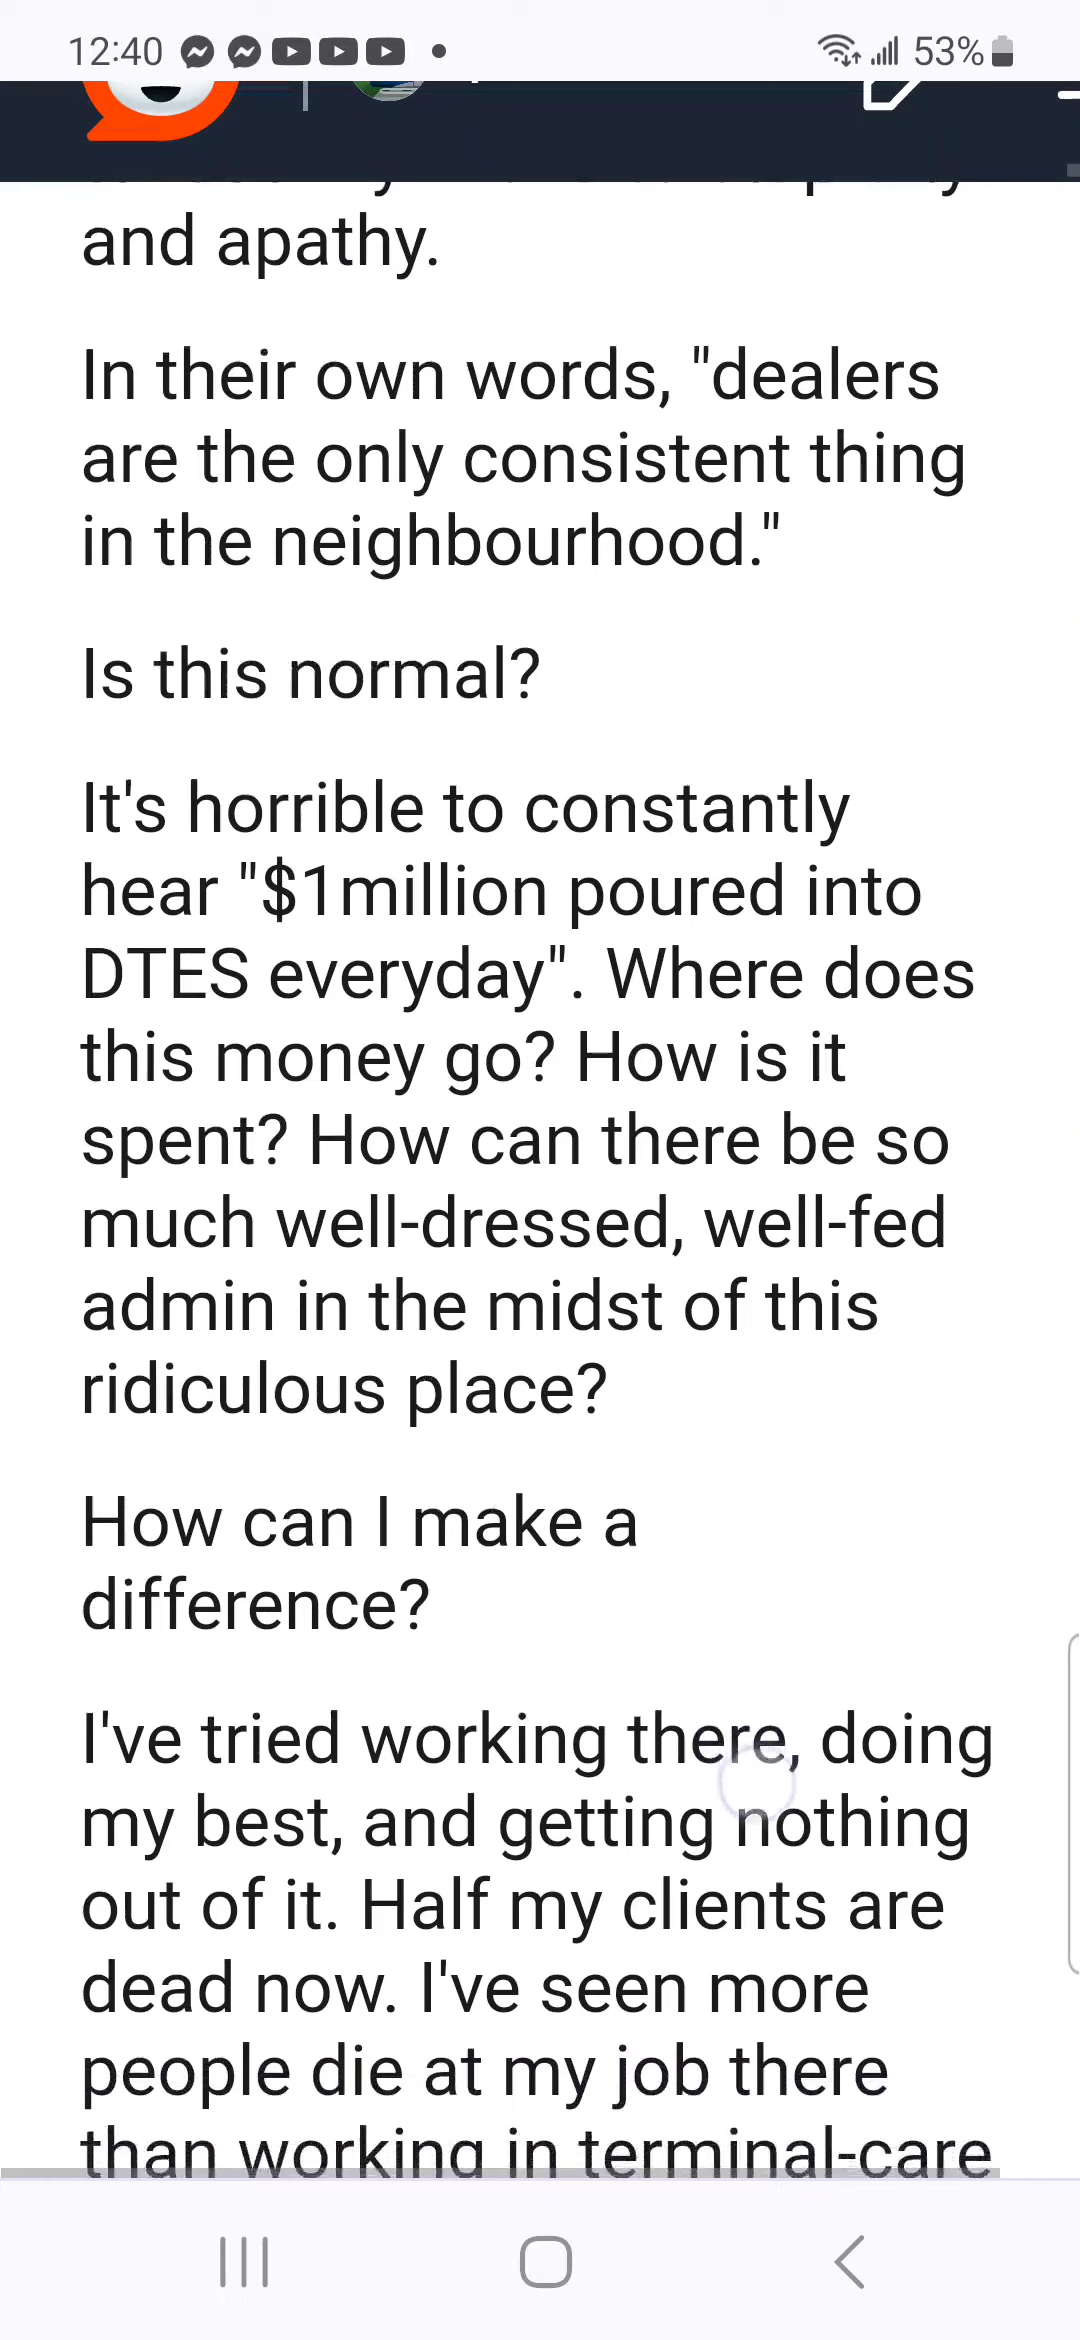 12:40
53%
and apathy.
In their own words, "dealers
are the only consistent thing
in the neighbourhood."
Is this normal?
It's horrible to constantly
hear "$1million poured into
DTES everyday". Where does
this money go? How is it
spent? How can there be so
much well-dressed, well-fed
admin in the midst of this
ridiculous place?
How can I make a
difference?
I've tried working there, doing
my best, and getting nothing
out of it. Half my clients are
dead now. I've seen more
people die at my job there
than working in terminal-care